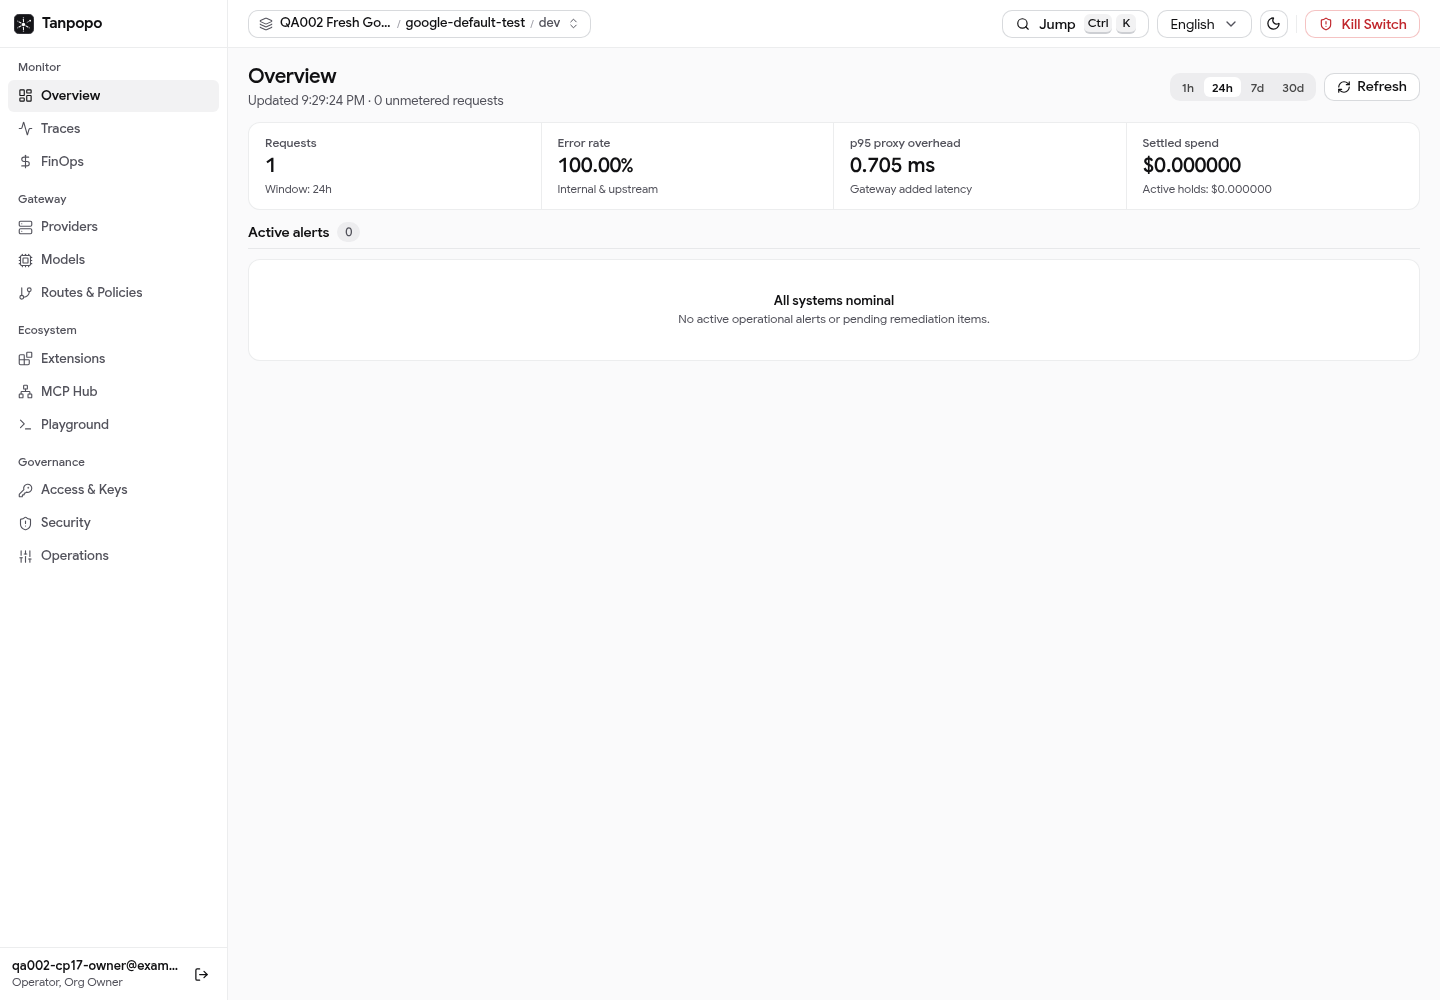 Tanpopo
QA002 Fresh Go... / google-default-test / dev
Jump Ctrl K
English
Kill Switch
Monitor
Overview
Traces
FinOps
Gateway
Providers
Models
Routes & Policies
Ecosystem
Extensions
MCP Hub
Playground
Governance
Access & Keys
Security
Operations
qa002-cp17-owner@exam...
Operator, Org Owner
Overview
Updated 9:29:24 PM · 0 unmetered requests
1h 24h 7d 30d
Refresh
Requests
1
Window: 24h
Error rate
100.00%
Internal & upstream
p95 proxy overhead
0.705 ms
Gateway added latency
Settled spend
$0.000000
Active holds: $0.000000
Active alerts 0
All systems nominal
No active operational alerts or pending remediation items.